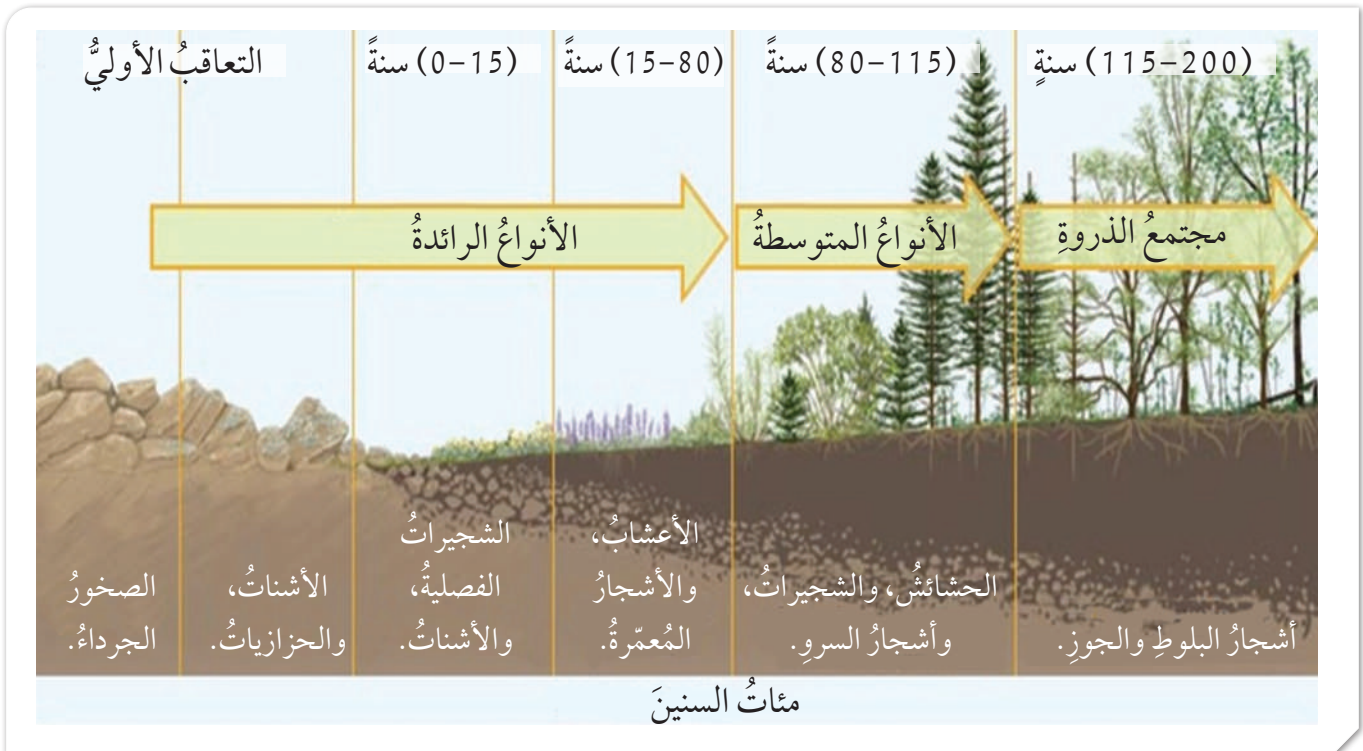 التعاقبُ الأوليُّ
(0–15) سنةً
(15–80) سنةً
(80–115) سنةً
(115–200) سنةٍ
الأنواعُ الرائدةُ
الأنواعُ المتوسطةُ
مجتمعُ الذروةِ
الصخورُ
الجرداءُ.
الأشناتُ،
والحزازياتُ.
الشجيراتُ
الفصليةُ،
والأشناتُ.
الأعشابُ،
والأشجارُ
المُعمّرةُ.
الحشائشُ، والشجيراتُ،
وأشجارُ السروِ.
أشجارُ البلوطِ والجوزِ.
مئاتُ السنينَ